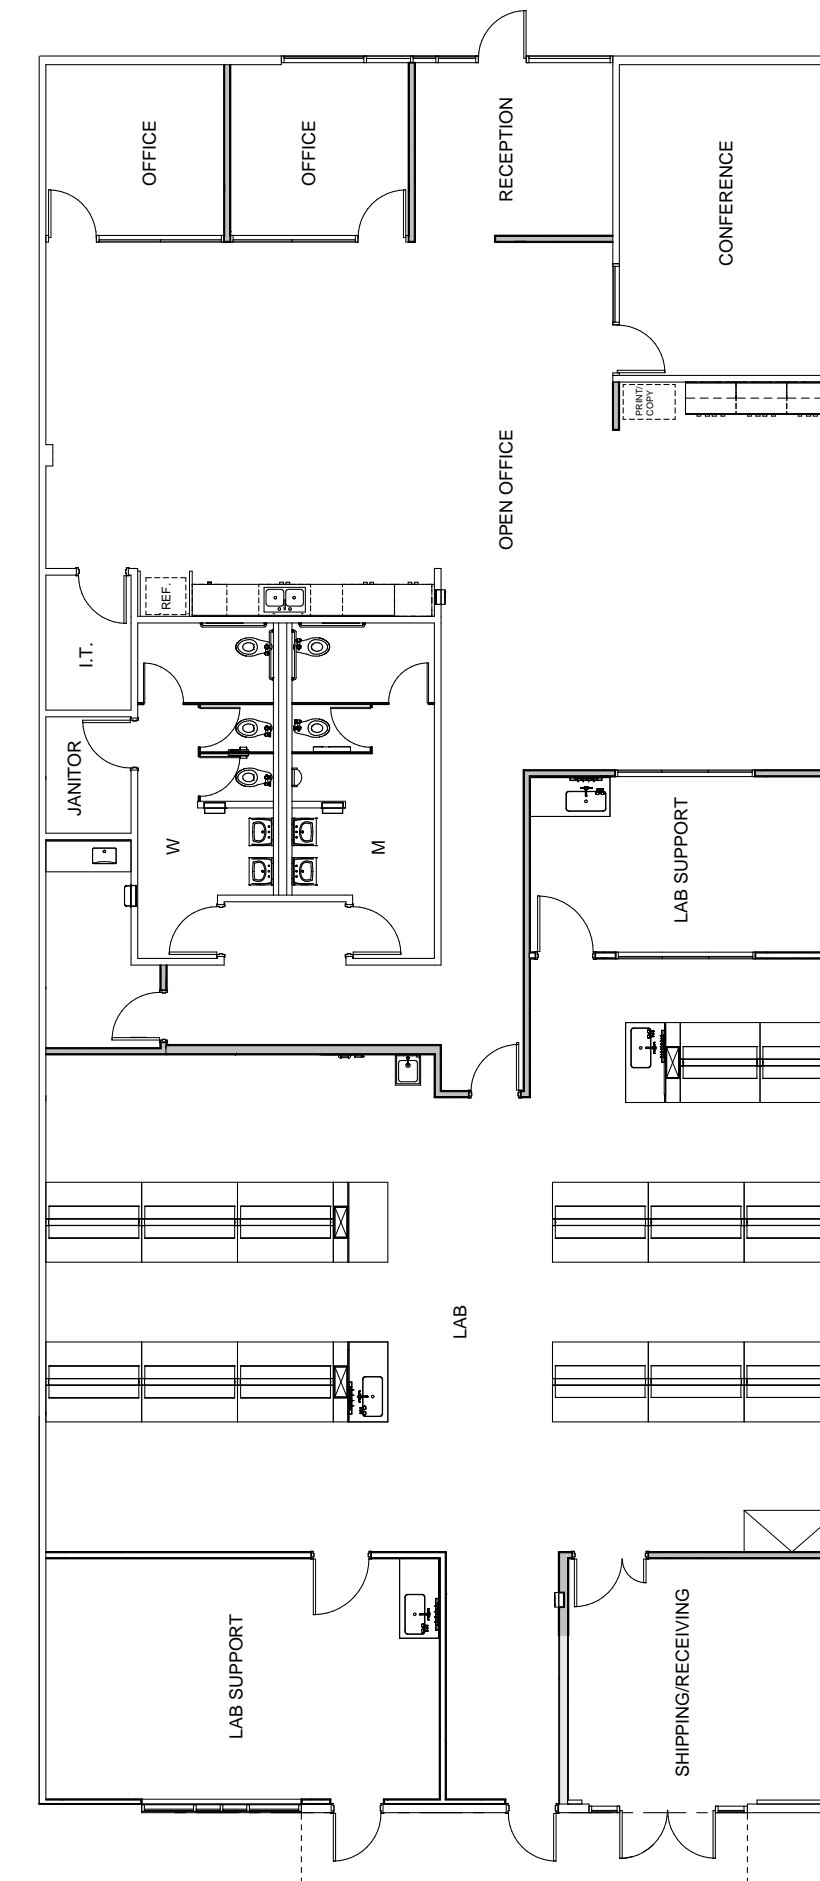 OFFICE
OFFICE
RECEPTION
CONFERENCE
PRINT/
COPY
OPEN OFFICE
REF.
I.T.
JANITOR
W
M
LAB SUPPORT
LAB
LAB SUPPORT
SHIPPING/RECEIVING